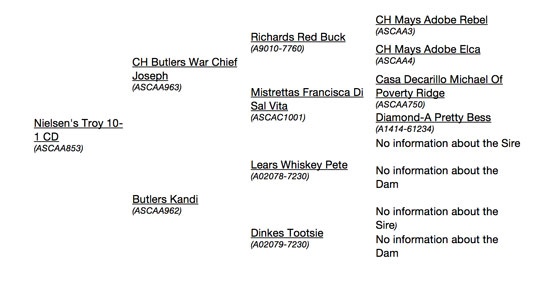 CH Mays Adobe Rebel
(ASCAA3)
Richards Red Buck
(A9010-7760)
CH Mays Adobe Elca
(ASCAA4)
CH Butlers War Chief
Joseph
(ASCAA963)
Casa Decarillo Michael Of
Poverty Ridge
(ASCAA750)
Mistrettas Francisca Di
Sal Vita
(ASCAC1001)
Diamond-A Pretty Bess
(A1414-61234)
Nielsen's Troy 10-
1 CD
(ASCAA853)
No information about the Sire
Lears Whiskey Pete
(A02078-7230)
No information about the
Dam
Butlers Kandi
(ASCAA962)
No information about the
Sire)
Dinkes Tootsie
(A02079-7230)
No information about the
Dam